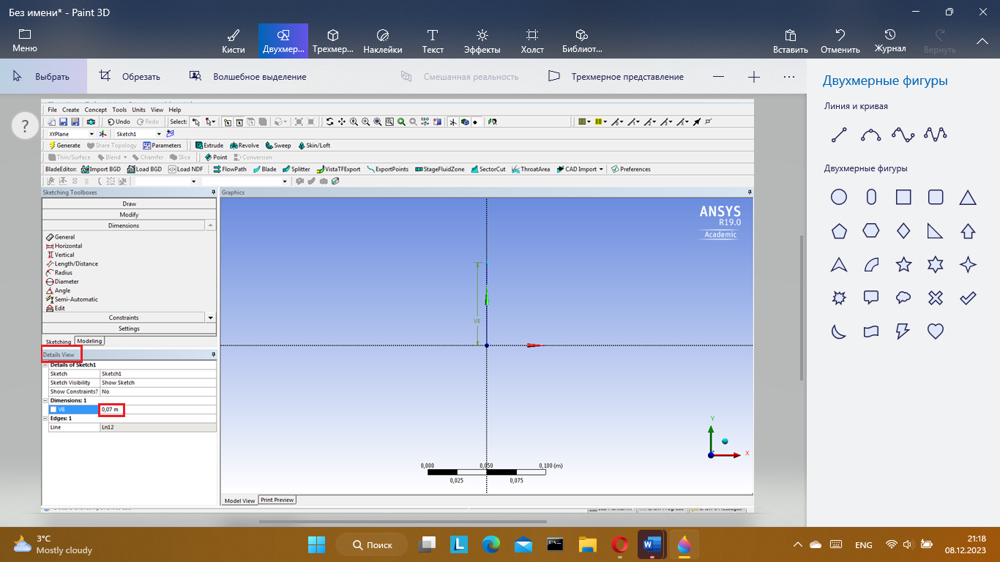 Без имени* - Paint 3D
Меню
Кисти
Двухмер...
Трехмер...
Наклейки
Текст
Эффекты
Холст
Библиот...
Вставить
Отменить
Журнал
Вернуть
Выбрать
Обрезать
Волшебное выделение
Смешанная реальность
Трехмерное представление
Двухмерные фигуры
Линия и кривая
Двухмерные фигуры
?
File Create Concept Tools Units View Help
Undo Redo Select:
ISO
XYPlane Sketch1
Generate Share Topology Parameters Extrude Revolve Sweep Skin/Loft
Thin/Surface Blend Chamfer Slice Point Conversion
BladeEditor: Import BGD Load BGD Load NDF FlowPath Blade Splitter VistaTFExport ExportPoints StageFluidZone SectorCut ThroatArea CAD Import Preferences
Sketching Toolboxes
Draw
Modify
Dimensions
General
Horizontal
Vertical
Length/Distance
Radius
Diameter
Angle
Semi-Automatic
Edit
Constraints
Settings
Sketching Modeling
Details View
Details of Sketch1
Sketch Sketch1
Sketch Visibility Show Sketch
Show Constraints? No
Dimensions: 1
V8 0,07 m
Edges: 1
Line Ln12
Graphics
ANSYS
R19.0
Academic
V8
Y
X
0,000 0,050 0,100 (m)
0,025 0,075
Model View Print Preview
3°C
Mostly cloudy
Поиск
L
W
ENG
21:18
08.12.2023